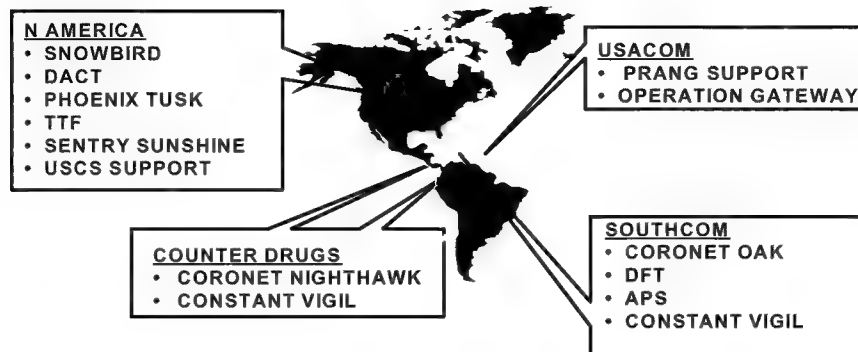 N AMERICA
• SNOWBIRD
• DACT
• PHOENIX TUSK
• TTF
• SENTRY SUNSHINE
• USCS SUPPORT
USACOM
• PRANG SUPPORT
• OPERATION GATEWAY
COUNTER DRUGS
• CORONET NIGHTHAWK
• CONSTANT VIGIL
SOUTHCOM
• CORONET OAK
• DFT
• APS
• CONSTANT VIGIL